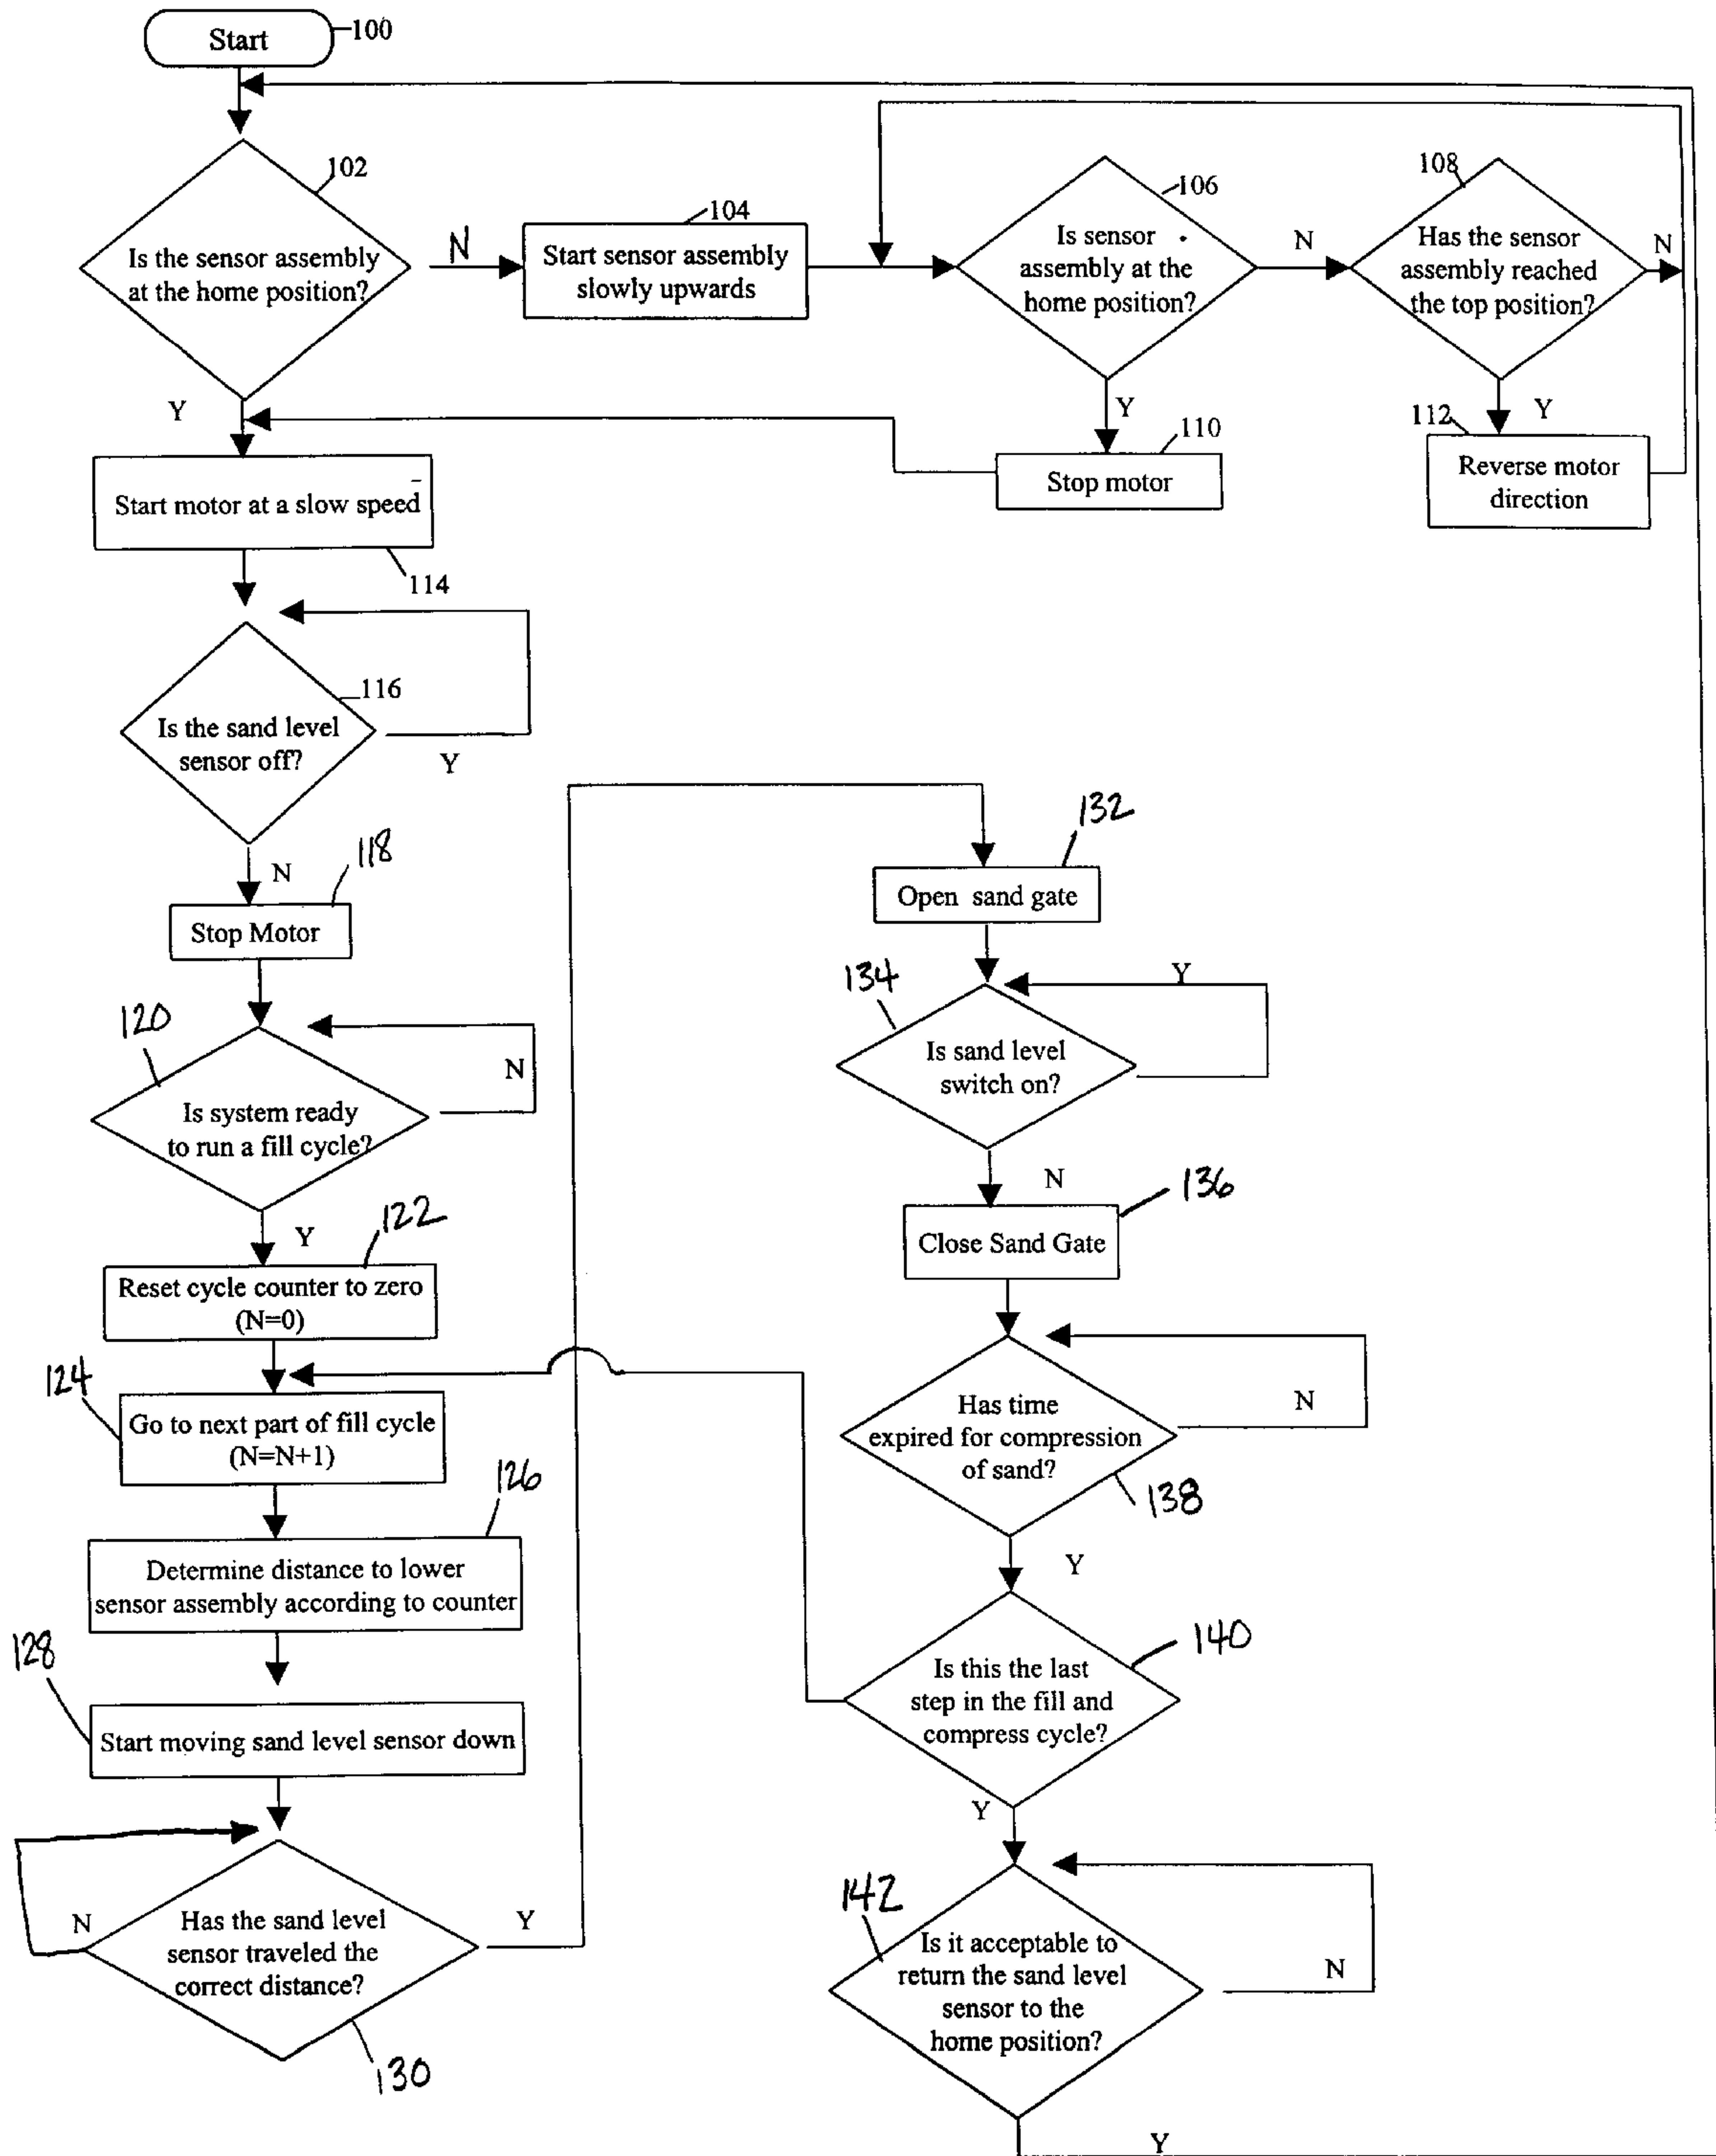 Start
100
102
Is the sensor assembly
at the home position?
N
104
Start sensor assembly
slowly upwards
106
Is sensor
assembly at the
home position?
N
108
Has the sensor
assembly reached
the top position?
N
Y
Y
110
Stop motor
Y
112
Reverse motor
direction
Start motor at a slow speed
114
116
Is the sand level
sensor off?
Y
N
118
Stop Motor
120
Is system ready
to run a fill cycle?
N
Y
122
Reset cycle counter to zero
(N=0)
124
Go to next part of fill cycle
(N=N+1)
126
Determine distance to lower
sensor assembly according to counter
128
Start moving sand level sensor down
N
Has the sand level
sensor traveled the
correct distance?
Y
130
132
Open sand gate
134
Y
Is sand level
switch on?
N
136
Close Sand Gate
Has time
expired for compression
of sand?
N
138
Y
140
Is this the last
step in the fill and
compress cycle?
Y
142
Is it acceptable to
return the sand level
sensor to the
home position?
N
Y